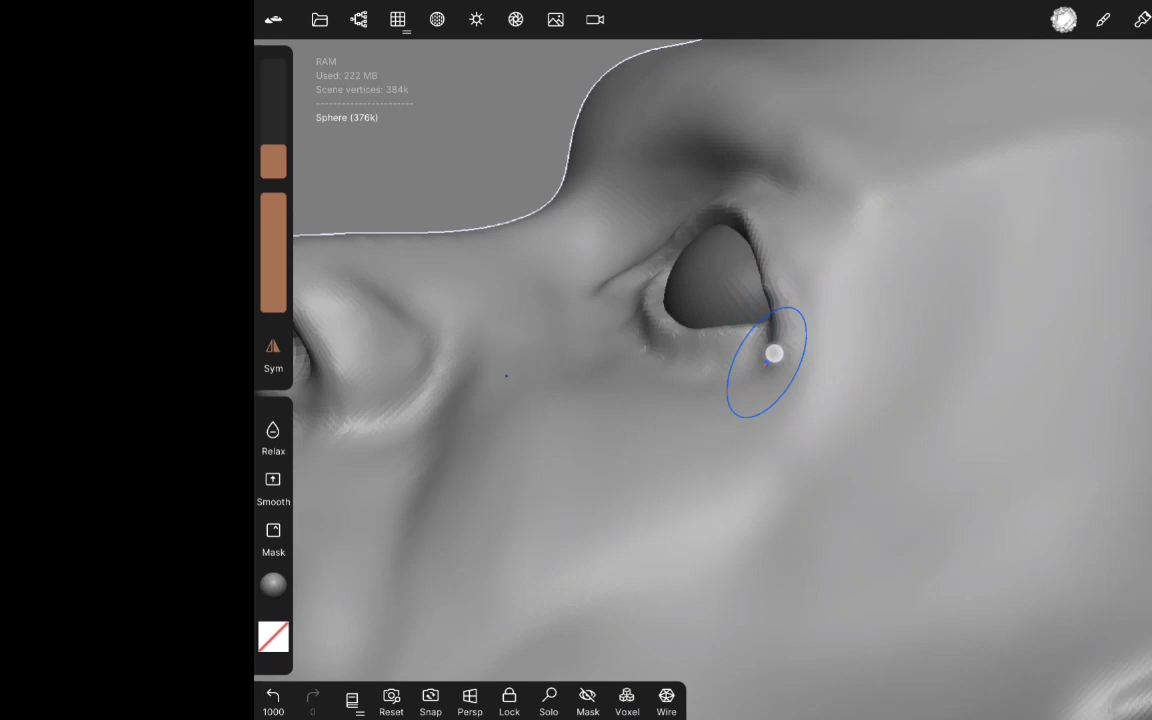 RAM
Used: 222 MB
Scene vertices: 384k
------------------------
Sphere (376k)
Sym
Relax
Smooth
Mask
1000
0
Reset
Snap
Persp
Lock
Solo
Mask
Voxel
Wire